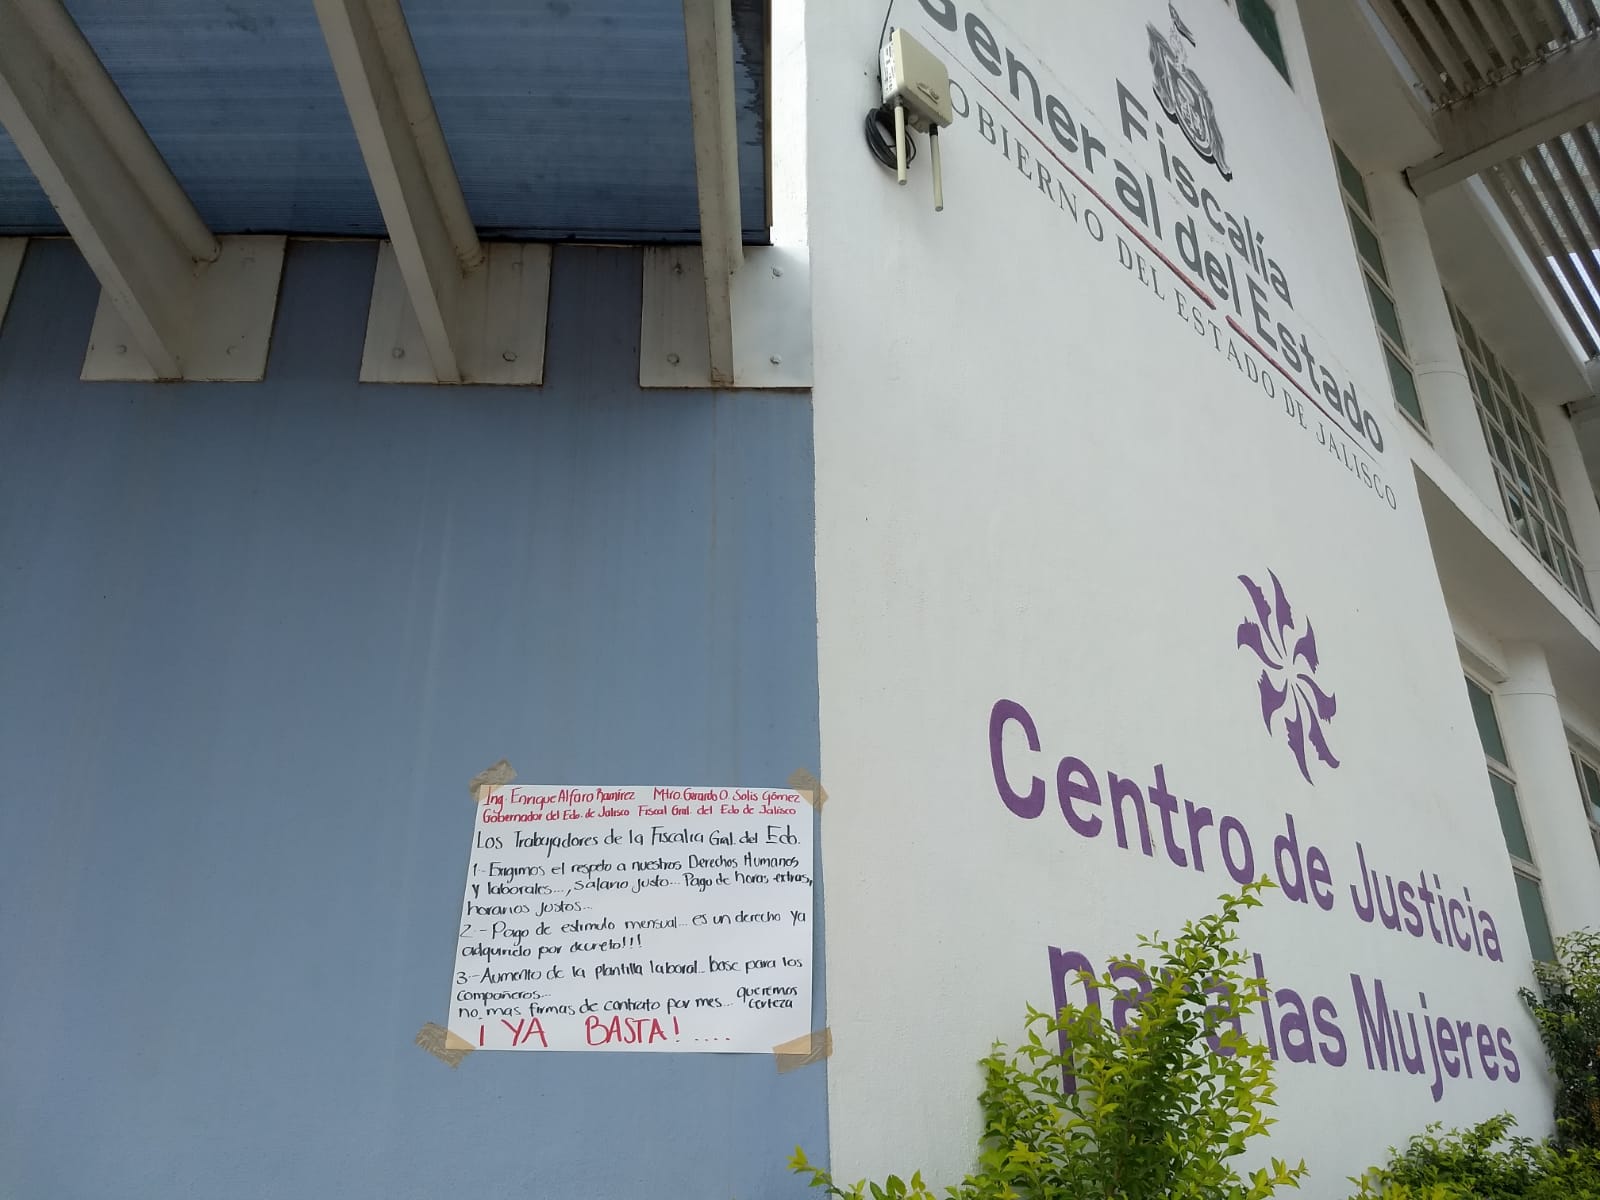 Fiscalía
General del Estado
GOBIERNO DEL ESTADO DE JALISCO
Centro de Justicia
para las Mujeres
Ing. Enrique Alfaro Ramírez Mtro. Gerardo O. Solis Gómez
Gobernador del Edo. de Jalisco Fiscal Gral. del Edo de Jalisco
Los Trabajadores de la Fiscalia Gral. del Edo.
1.- Exigimos el respeto a nuestros Derechos Humanos
y laborales..., salario justo... Pago de horas extras,
horarios justos...
2.- Pago de estimulo mensual... es un derecho ya
adquirido por decreto!!!
3.- Aumento de la plantilla laboral... base para los
compañeros...
no mas firmas de contrato por mes... queremos
certeza
¡YA BASTA!....